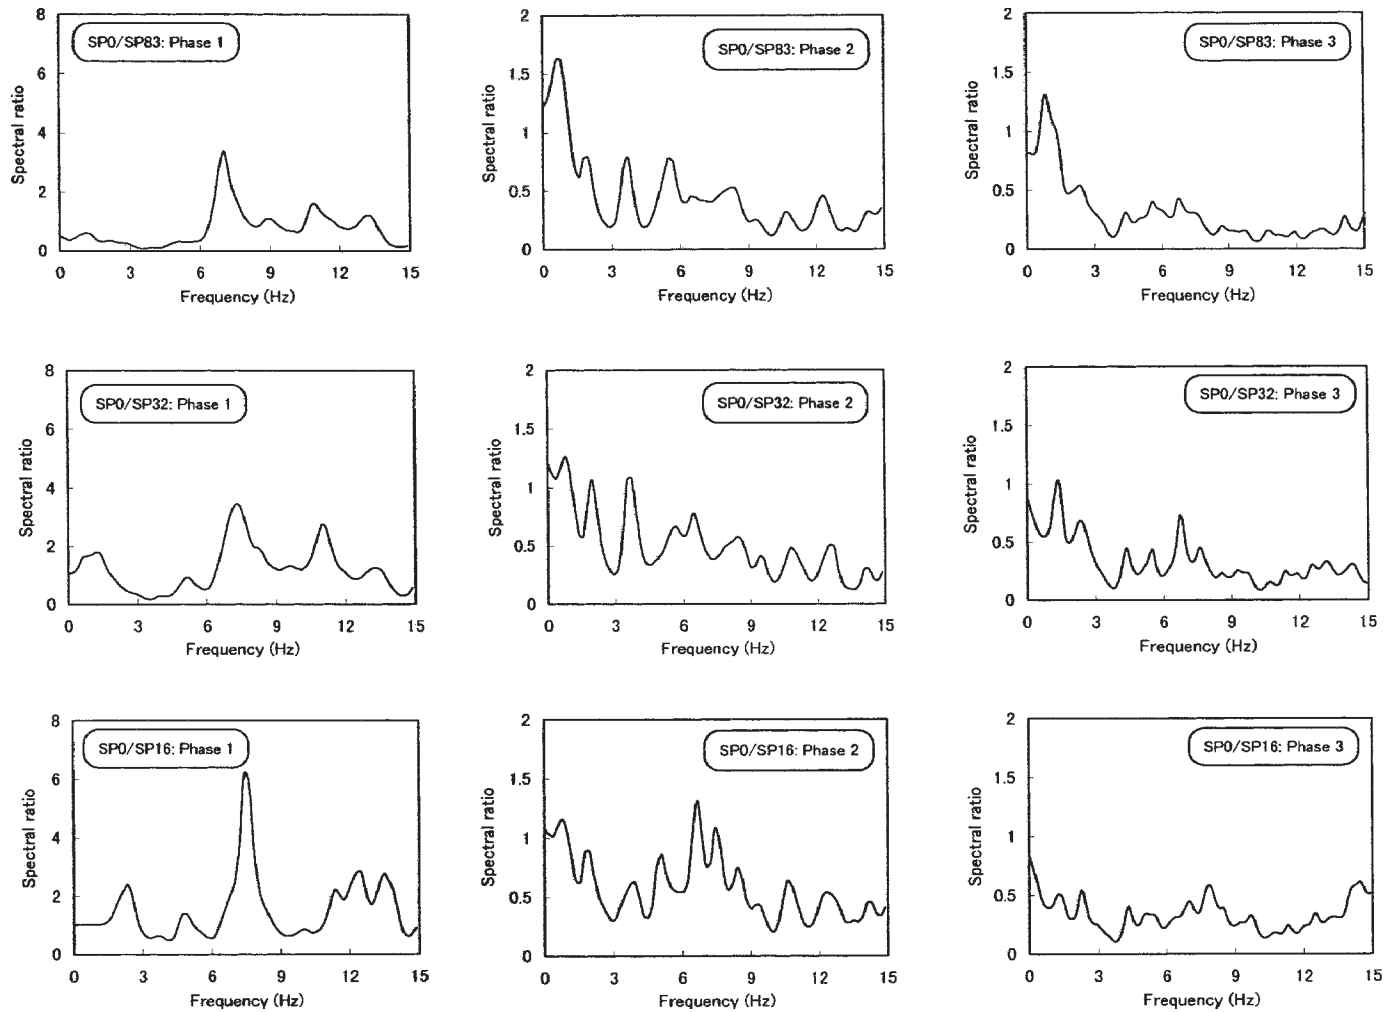 SP0/SP83: Phase 1
Spectral ratio
8
6
4
2
0
0 3 6 9 12 15
Frequency (Hz)
SP0/SP83: Phase 2
Spectral ratio
2
1.5
1
0.5
0
0 3 6 9 12 15
Frequency (Hz)
SP0/SP83: Phase 3
Spectral ratio
2
1.5
1
0.5
0
0 3 6 9 12 15
Frequency (Hz)
SP0/SP32: Phase 1
Spectral ratio
8
6
4
2
0
0 3 6 9 12 15
Frequency (Hz)
SP0/SP32: Phase 2
Spectral ratio
2
1.5
1
0.5
0
0 3 6 9 12 15
Frequency (Hz)
SP0/SP32: Phase 3
Spectral ratio
2
1.5
1
0.5
0
0 3 6 9 12 15
Frequency (Hz)
SP0/SP16: Phase 1
Spectral ratio
8
6
4
2
0
0 3 6 9 12 15
Frequency (Hz)
SP0/SP16: Phase 2
Spectral ratio
2
1.5
1
0.5
0
0 3 6 9 12 15
Frequency (Hz)
SP0/SP16: Phase 3
Spectral ratio
2
1.5
1
0.5
0
0 3 6 9 12 15
Frequency (Hz)